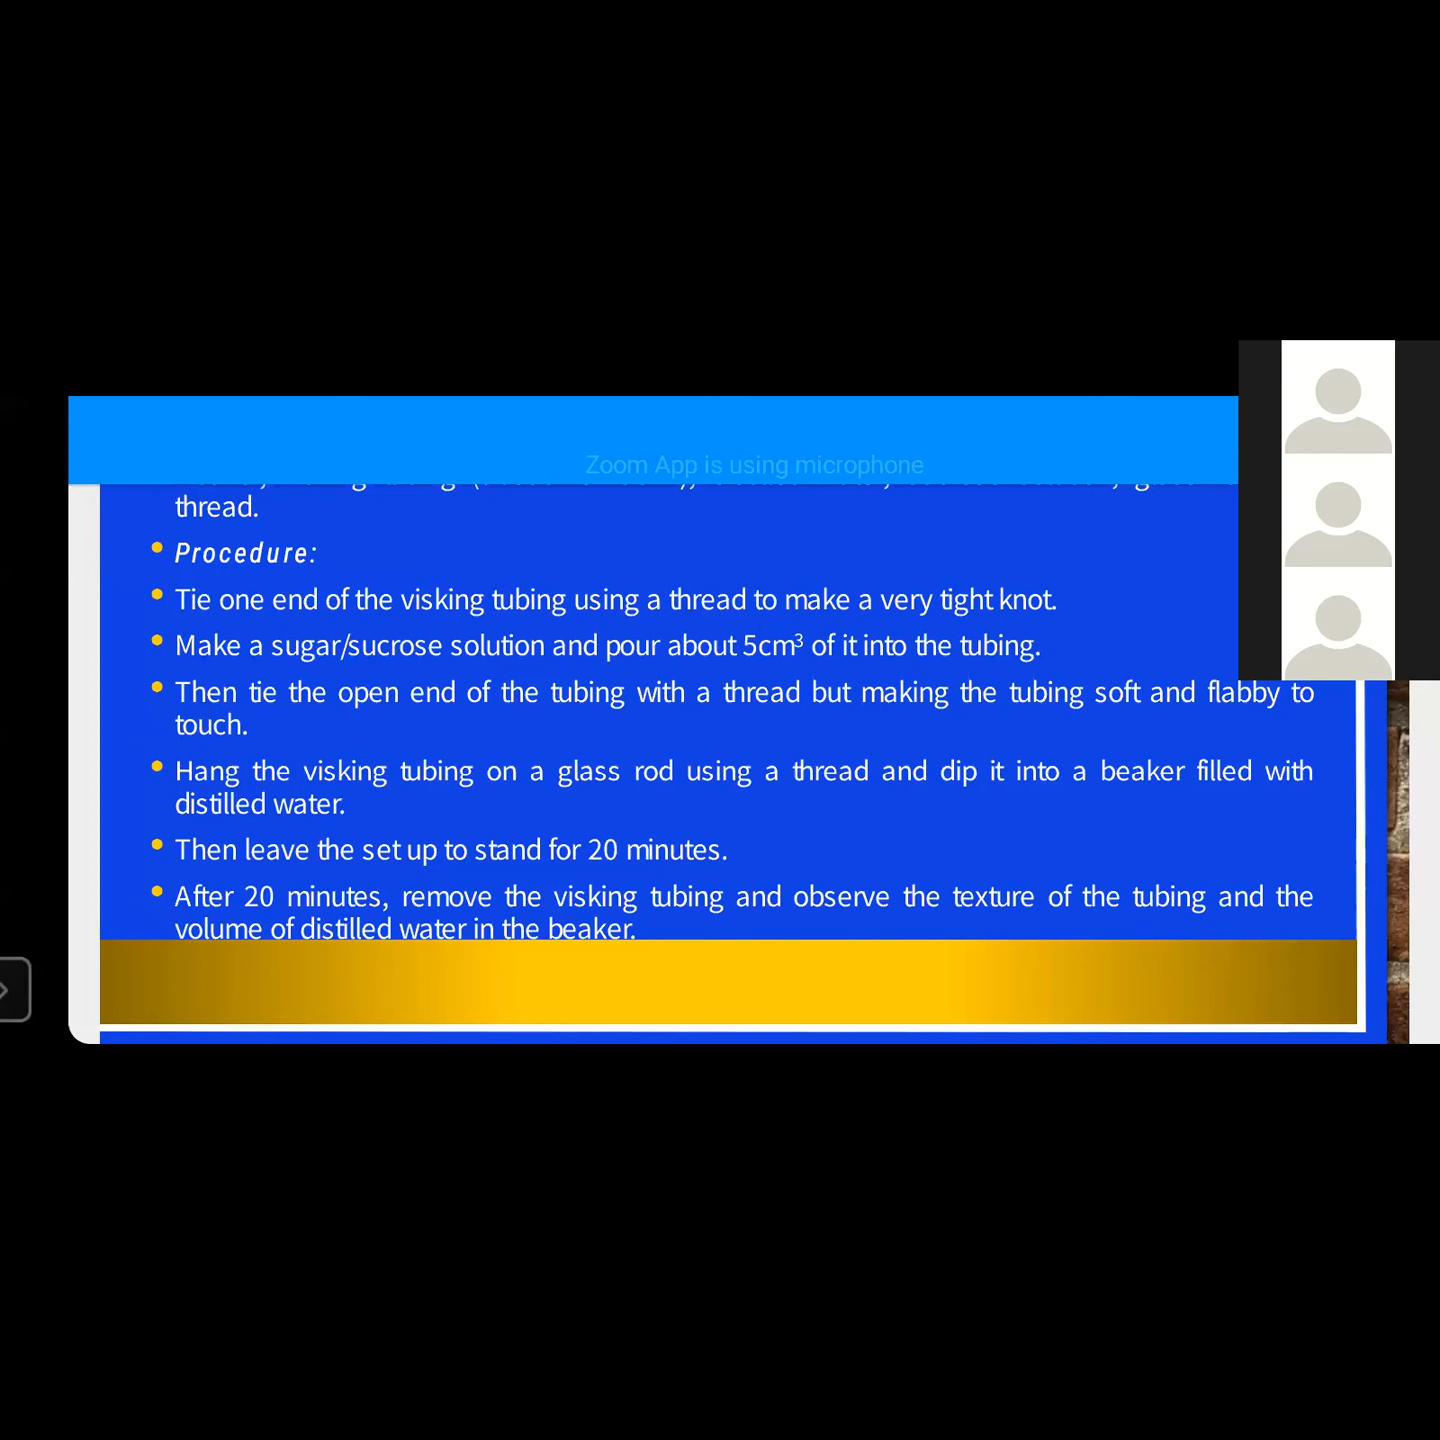 Zoom App is using microphone
thread.
Procedure:
Tie one end of the visking tubing using a thread to make a very tight knot.
Make a sugar/sucrose solution and pour about 5cm³ of it into the tubing.
Then tie the open end of the tubing with a thread but making the tubing soft and flabby to
touch.
Hang the visking tubing on a glass rod using a thread and dip it into a beaker filled with
distilled water.
Then leave the set up to stand for 20 minutes.
After 20 minutes, remove the visking tubing and observe the texture of the tubing and the
volume of distilled water in the beaker.